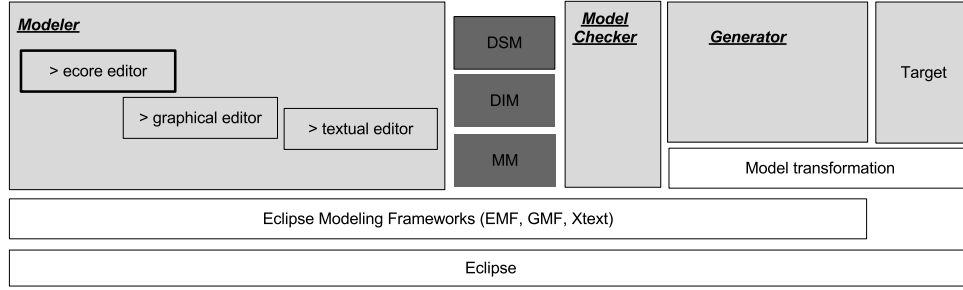 Modeler
> ecore editor
> graphical editor
> textual editor
DSM
DIM
MM
Model
Checker
Generator
Target
Model transformation
Eclipse Modeling Frameworks (EMF, GMF, Xtext)
Eclipse